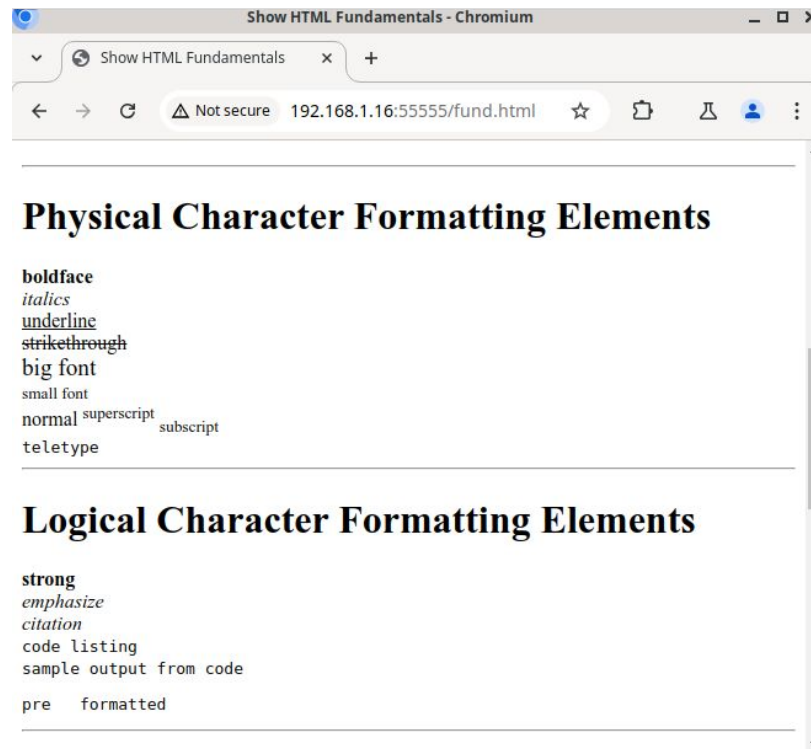 Show HTML Fundamentals - Chromium
Show HTML Fundamentals
Not secure 192.168.1.16:55555/fund.html
Physical Character Formatting Elements
boldface
italics
underline
strikethrough
big font
small font
normal superscript subscript
teletype
Logical Character Formatting Elements
strong
emphasize
citation
code listing
sample output from code
pre   formatted